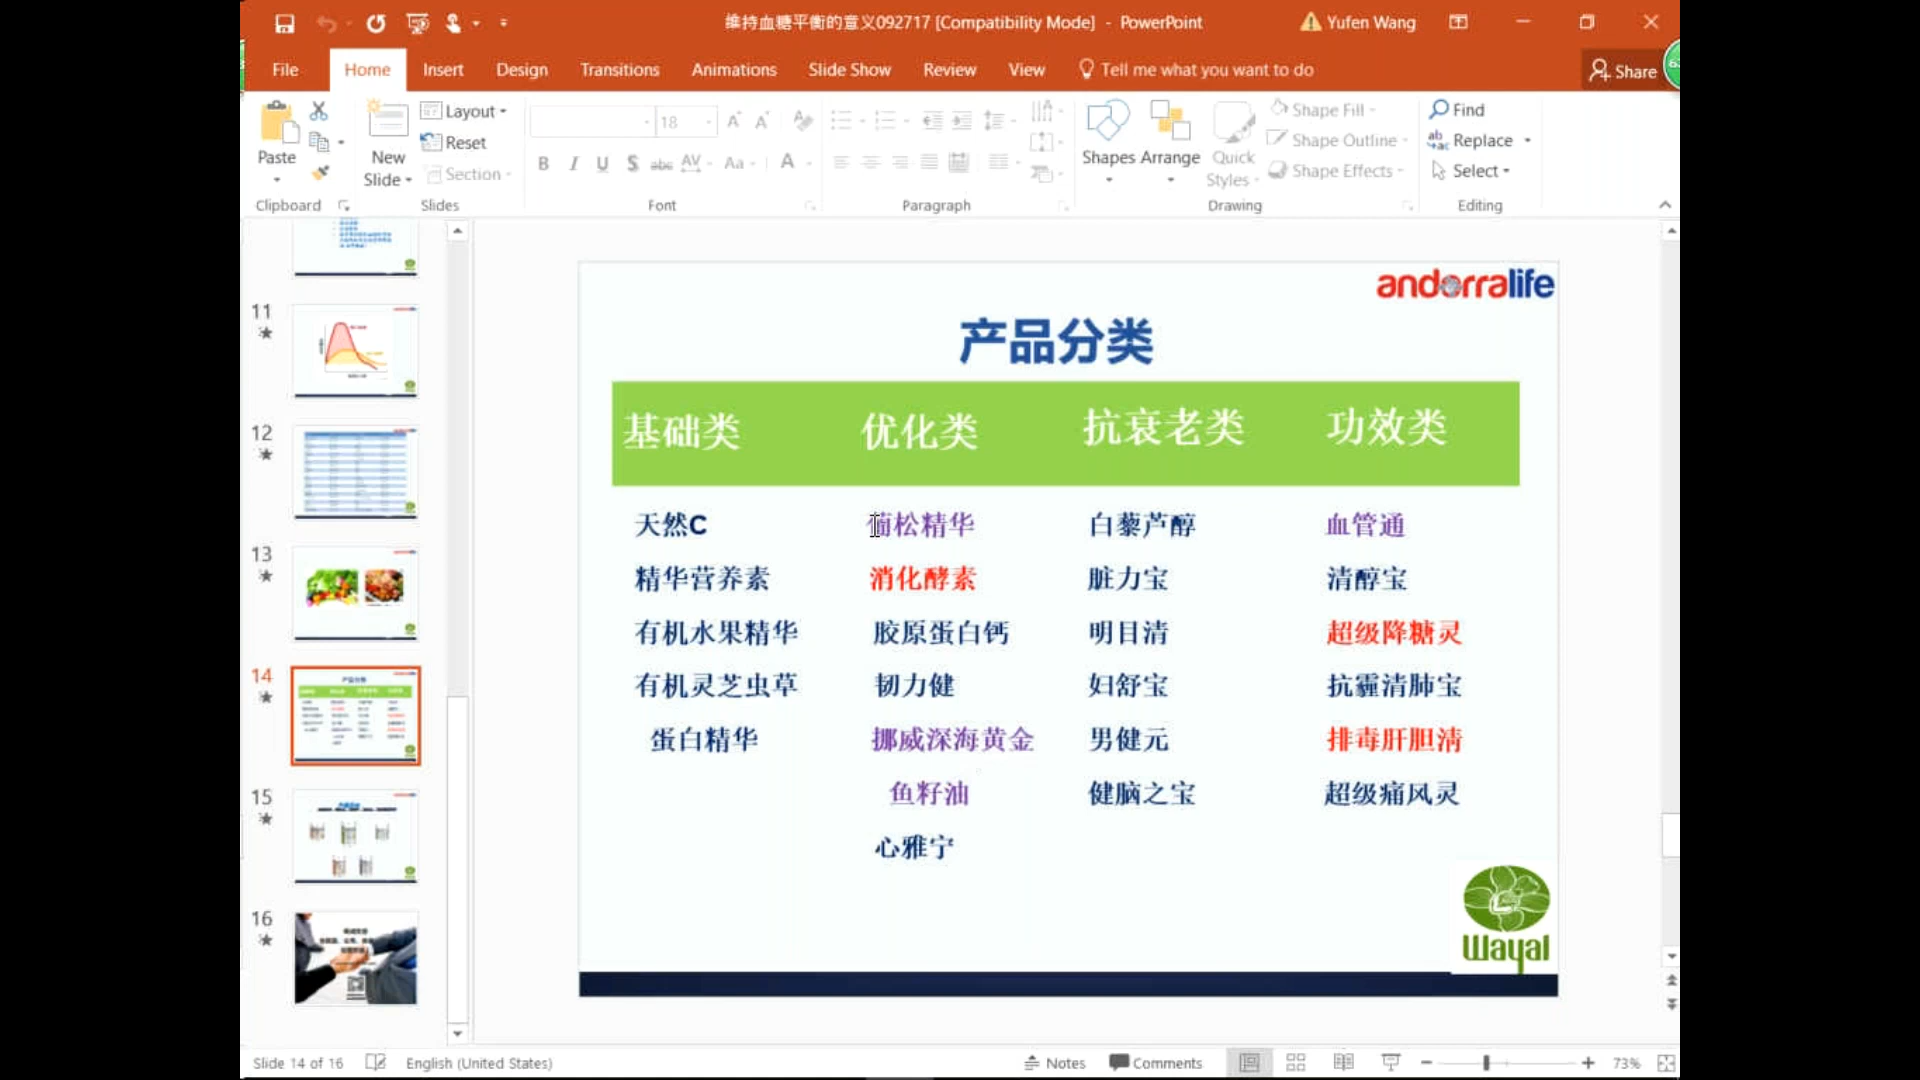 维持血糖平衡的意义092717 [Compatibility Mode] - PowerPoint
Yufen Wang
File Home Insert Design Transitions Animations Slide Show Review View Tell me what you want to do
Share
Paste
New Slide
Layout
Reset
Section
18
B I U S abc AV Aa A
Shapes Arrange Quick Styles
Shape Fill
Shape Outline
Shape Effects
Find
Replace
Select
Clipboard Slides Font Paragraph Drawing Editing
11
12
13
14
15
16
andorralife
产品分类
基础类 优化类 抗衰老类 功效类
天然C 葡松精华 白藜芦醇 血管通
精华营养素 消化酵素 脏力宝 清醇宝
有机水果精华 胶原蛋白钙 明目清 超级降糖灵
有机灵芝虫草 韧力健 妇舒宝 抗霾清肺宝
蛋白精华 挪威深海黄金 男健元 排毒肝胆清
鱼籽油 健脑之宝 超级痛风灵
心雅宁
Wayal
Slide 14 of 16 English (United States) Notes Comments 73%